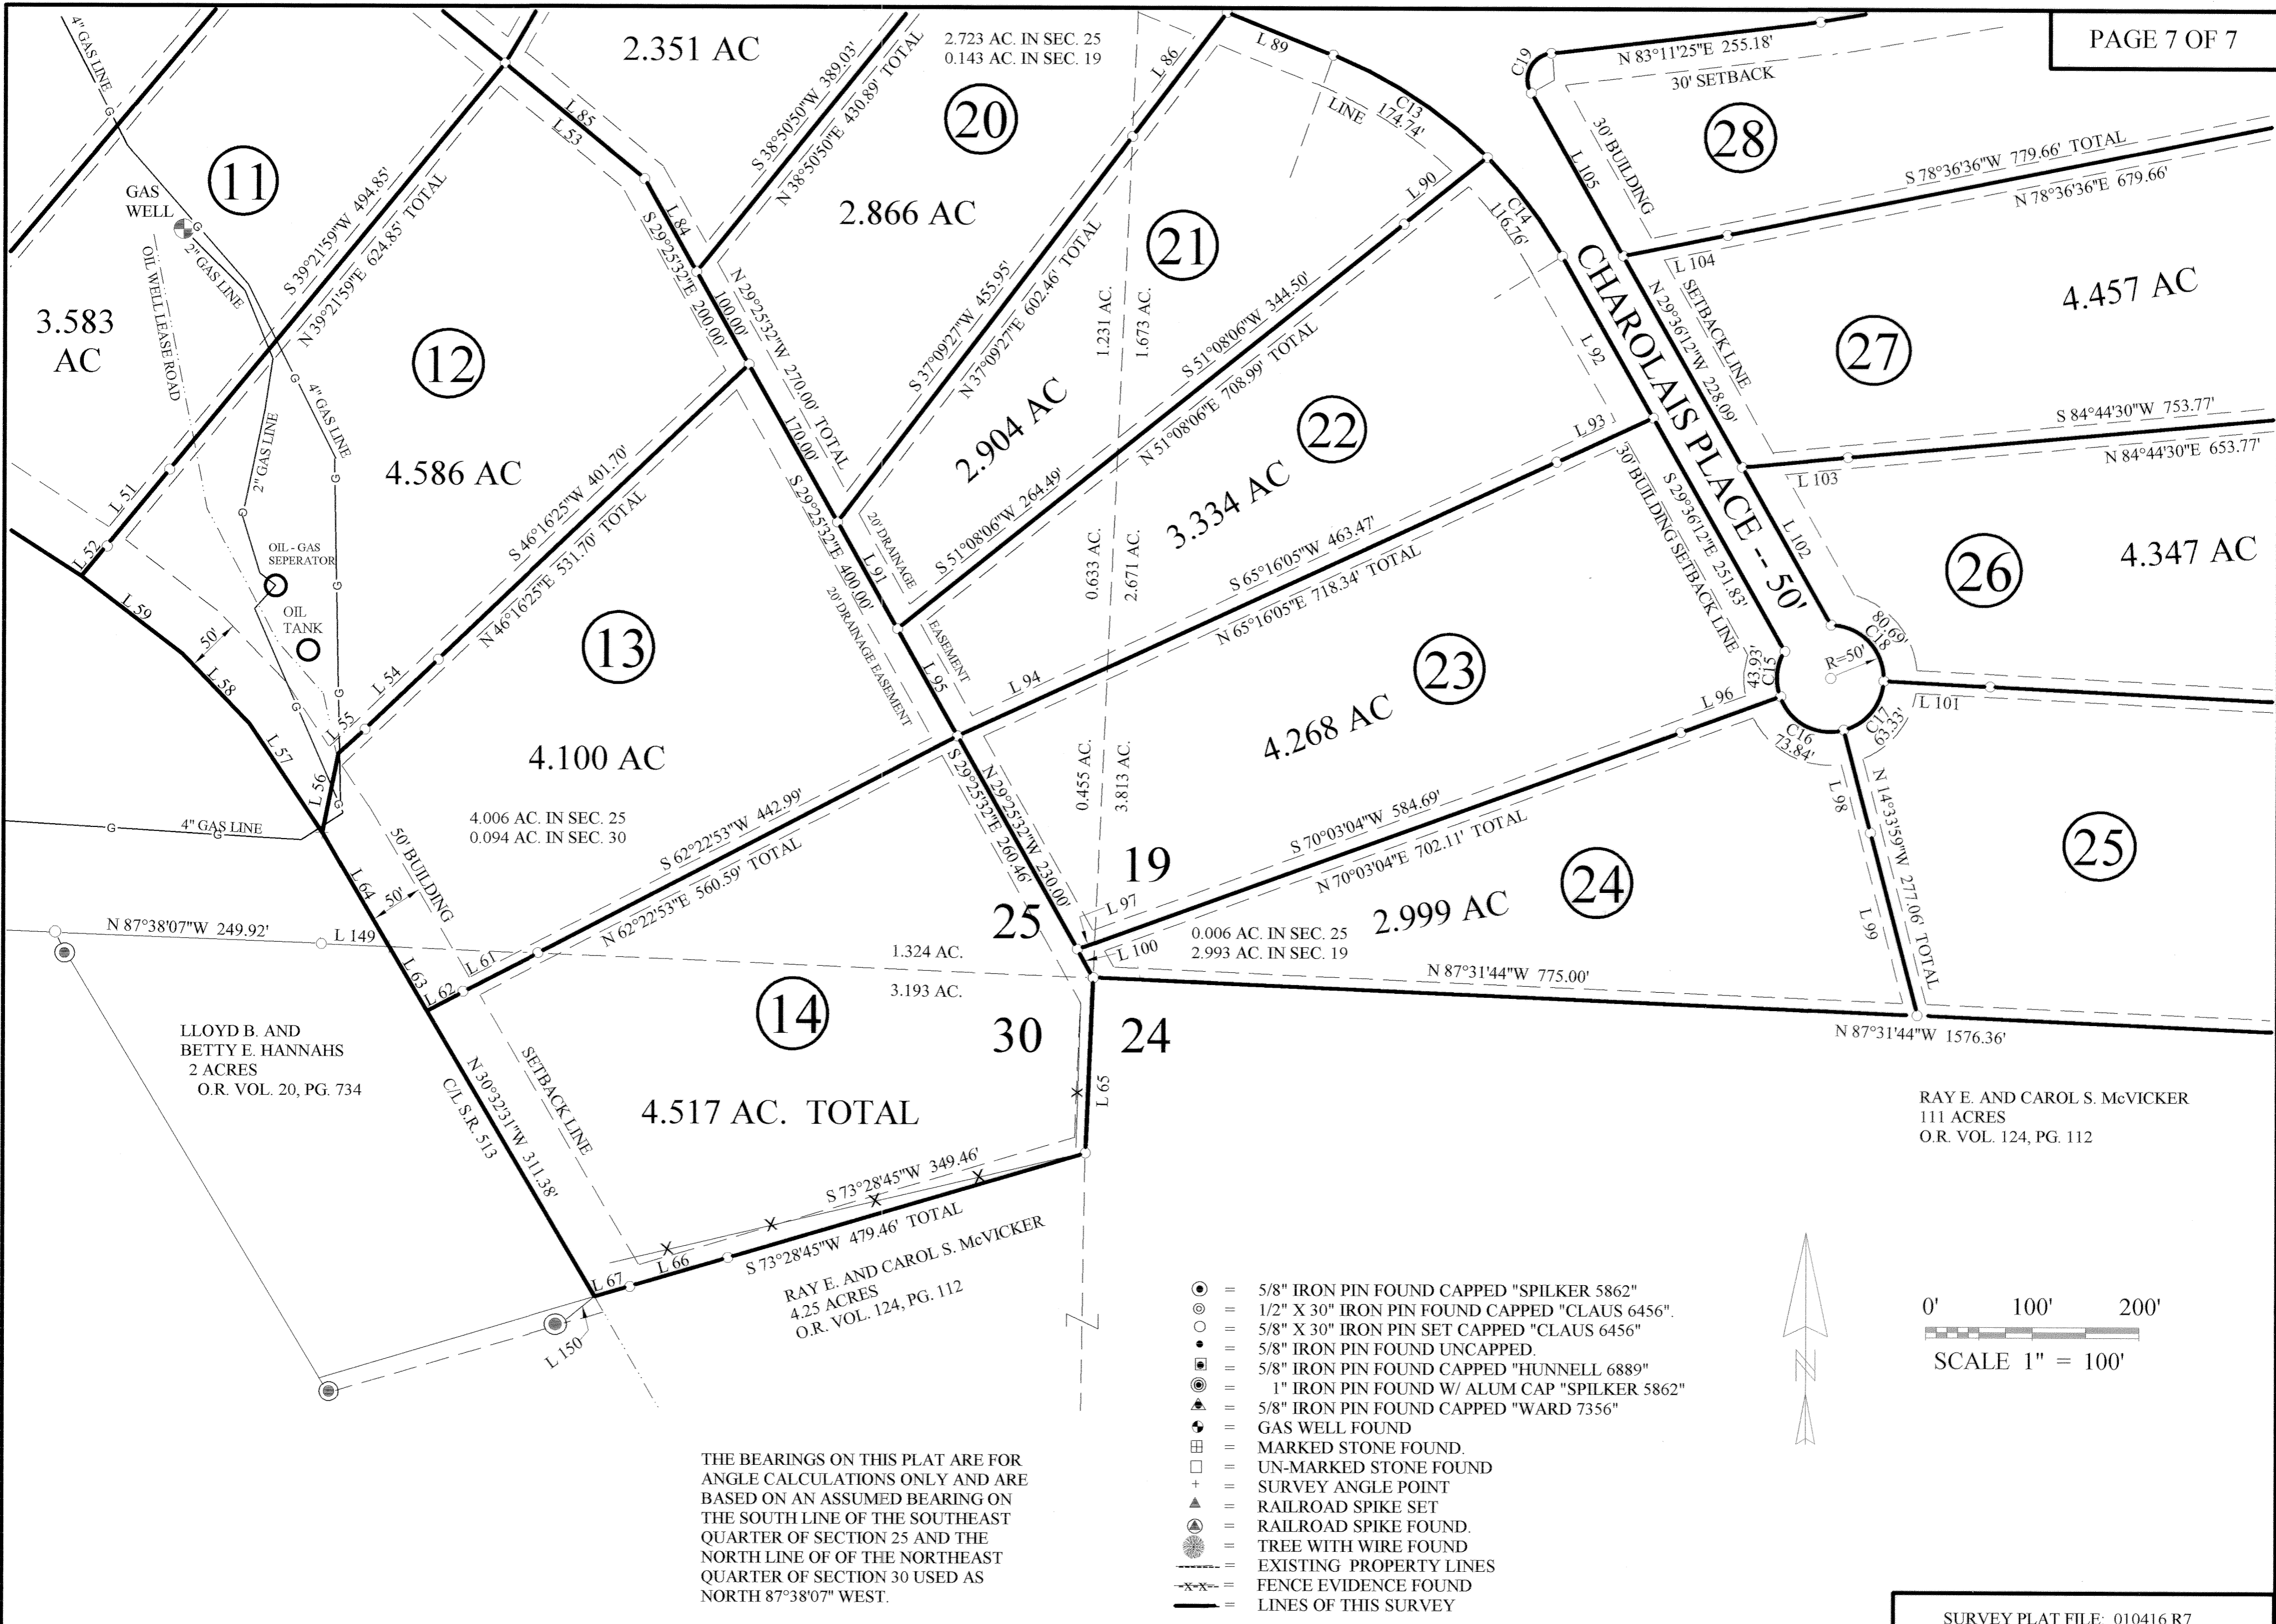 PAGE 7 OF 7
4" GAS LINE
2.351 AC
S 38°50'50"W 389.03'
N 38°50'50"E 430.89' TOTAL
2.723 AC. IN SEC. 25
0.143 AC. IN SEC. 19
L 86
L 89
LINE
C13
174.74'
C19
N 83°11'25"E 255.18'
30' SETBACK
28
30' BUILDING
L 105
S 78°36'36"W 779.66' TOTAL
N 78°36'36"E 679.66'
11
GAS
WELL
2" GAS LINE
OIL WELL LEASE ROAD
3.583
AC
S 39°21'59"W 494.85'
N 39°21'59"E 624.85' TOTAL
L 85
L 53
L 84
20
2.866 AC
S 29°25'32"E 200.00'
100.00'
N 29°25'32"W 270.00' TOTAL
170.00'
S 37°09'27"W 455.95'
N 37°09'27"E 602.46' TOTAL
21
1.231 AC.
1.673 AC.
2.904 AC
L 90
C14
116.76'
S 51°08'06"W 344.50'
N 51°08'06"E 708.99' TOTAL
S 51°08'06"W 264.49'
L 104
4.457 AC
27
CHAROLAIS PLACE -- 50'
N 29°36'12"W 228.09'
SETBACK LINE
L 92
S 84°44'30"W 753.77'
N 84°44'30"E 653.77'
L 103
12
4.586 AC
4" GAS LINE
2" GAS LINE
L 51
L 52
OIL - GAS
SEPERATOR
OIL
TANK
S 46°16'25"W 401.70'
N 46°16'25"E 531.70' TOTAL
S 29°25'32"E 400.00'
20' DRAINAGE EASEMENT
20' DRAINAGE
EASEMENT
L 91
22
3.334 AC
0.633 AC.
2.671 AC.
L 93
S 65°16'05"W 463.47'
N 65°16'05"E 718.34' TOTAL
30' BUILDING SETBACK LINE
S 29°36'12"E 251.83'
L 102
26
4.347 AC
80.69'
C18
R=50'
43.93'
C15
L 59
50'
L 58
L 57
L 54
L 55
L 56
13
4.100 AC
L 95
L 94
23
4.268 AC
0.455 AC.
3.813 AC.
L 96
L 101
C17
63.33'
C16
73.84'
4.006 AC. IN SEC. 25
0.094 AC. IN SEC. 30
4" GAS LINE
50' BUILDING
S 62°22'53"W 442.99'
N 62°22'53"E 560.59' TOTAL
S 29°25'32"E 260.46'
N 29°25'32"W 230.00'
S 70°03'04"W 584.69'
N 70°03'04"E 702.11' TOTAL
L 98
N 14°33'59"W 277.06' TOTAL
L 99
25
19
25
L 97
L 100
24
2.999 AC
0.006 AC. IN SEC. 25
2.993 AC. IN SEC. 19
L 64
50'
N 87°38'07"W 249.92'
L 149
L 63
L 61
L 62
1.324 AC.
3.193 AC.
14
30
24
N 87°31'44"W 775.00'
N 87°31'44"W 1576.36'
LLOYD B. AND
BETTY E. HANNAHS
2 ACRES
O.R. VOL. 20, PG. 734
N 30°32'31"W 311.38'
C/L S.R. 513
SETBACK LINE
4.517 AC. TOTAL
L 65
RAY E. AND CAROL S. McVICKER
111 ACRES
O.R. VOL. 124, PG. 112
S 73°28'45"W 349.46'
S 73°28'45"W 479.46' TOTAL
L 66
L 67
L 150
RAY E. AND CAROL S. McVICKER
4.25 ACRES
O.R. VOL. 124, PG. 112
= 5/8" IRON PIN FOUND CAPPED "SPILKER 5862"
= 1/2" X 30" IRON PIN FOUND CAPPED "CLAUS 6456".
= 5/8" X 30" IRON PIN SET CAPPED "CLAUS 6456"
= 5/8" IRON PIN FOUND UNCAPPED.
= 5/8" IRON PIN FOUND CAPPED "HUNNELL 6889"
= 1" IRON PIN FOUND W/ ALUM CAP "SPILKER 5862"
= 5/8" IRON PIN FOUND CAPPED "WARD 7356"
= GAS WELL FOUND
= MARKED STONE FOUND.
= UN-MARKED STONE FOUND
= SURVEY ANGLE POINT
= RAILROAD SPIKE SET
= RAILROAD SPIKE FOUND.
= TREE WITH WIRE FOUND
= EXISTING PROPERTY LINES
-x-x- = FENCE EVIDENCE FOUND
= LINES OF THIS SURVEY
N
0' 100' 200'
SCALE 1" = 100'
THE BEARINGS ON THIS PLAT ARE FOR
ANGLE CALCULATIONS ONLY AND ARE
BASED ON AN ASSUMED BEARING ON
THE SOUTH LINE OF THE SOUTHEAST
QUARTER OF SECTION 25 AND THE
NORTH LINE OF OF THE NORTHEAST
QUARTER OF SECTION 30 USED AS
NORTH 87°38'07" WEST.
SURVEY PLAT FILE: 010416 R7